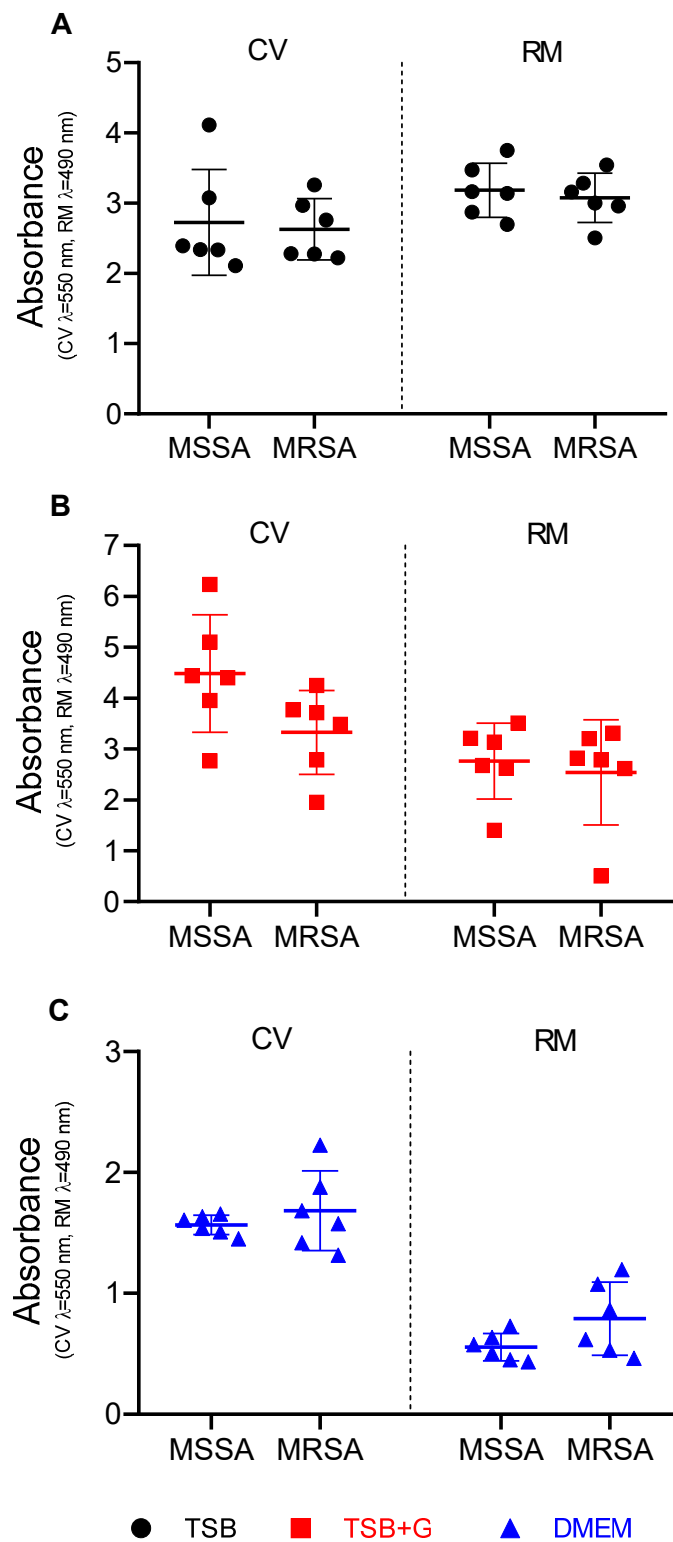 A
CV
RM
5
4
3
2
1
0
Absorbance
(CV λ=550 nm, RM λ=490 nm)
MSSA
MRSA
MSSA
MRSA
B
CV
RM
7
6
5
4
3
2
1
0
Absorbance
(CV λ=550 nm, RM λ=490 nm)
MSSA
MRSA
MSSA
MRSA
C
CV
RM
3
2
1
0
Absorbance
(CV λ=550 nm, RM λ=490 nm)
MSSA
MRSA
MSSA
MRSA
TSB
TSB+G
DMEM